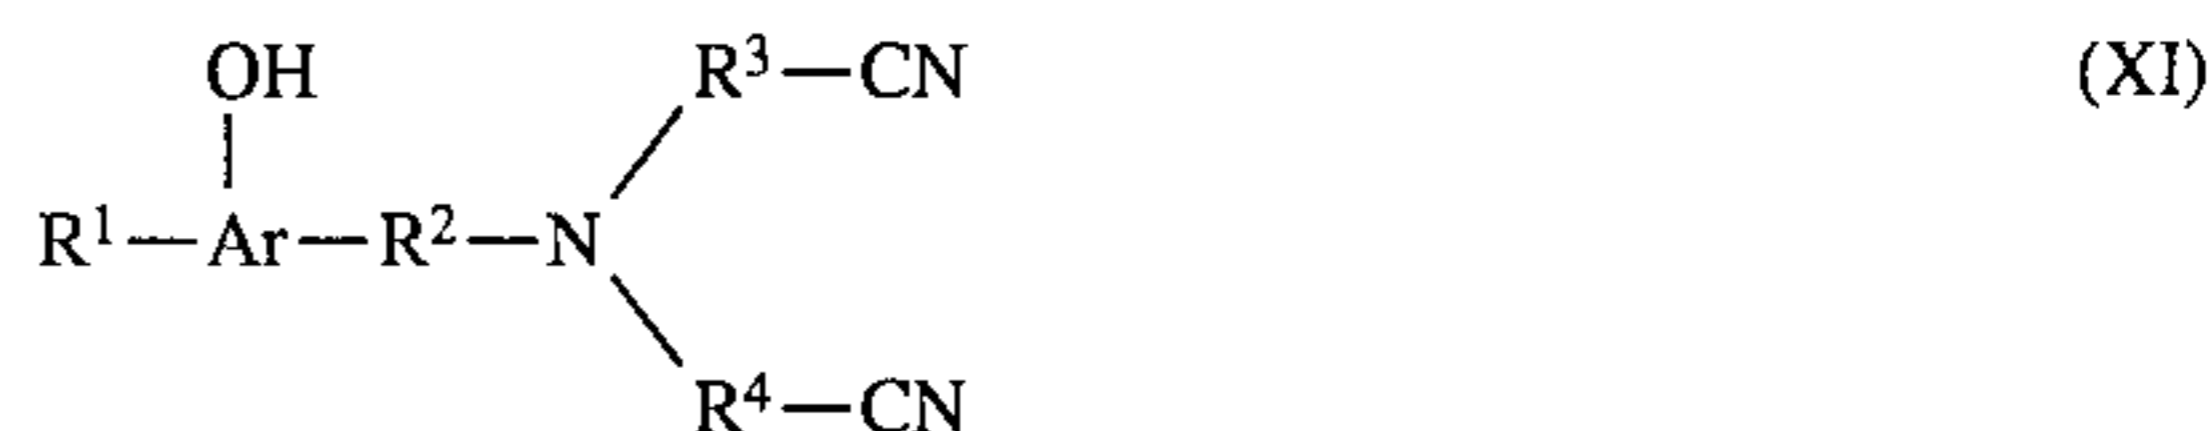 OH R³—CN (XI)
R¹—Ar—R²—N
R⁴—CN